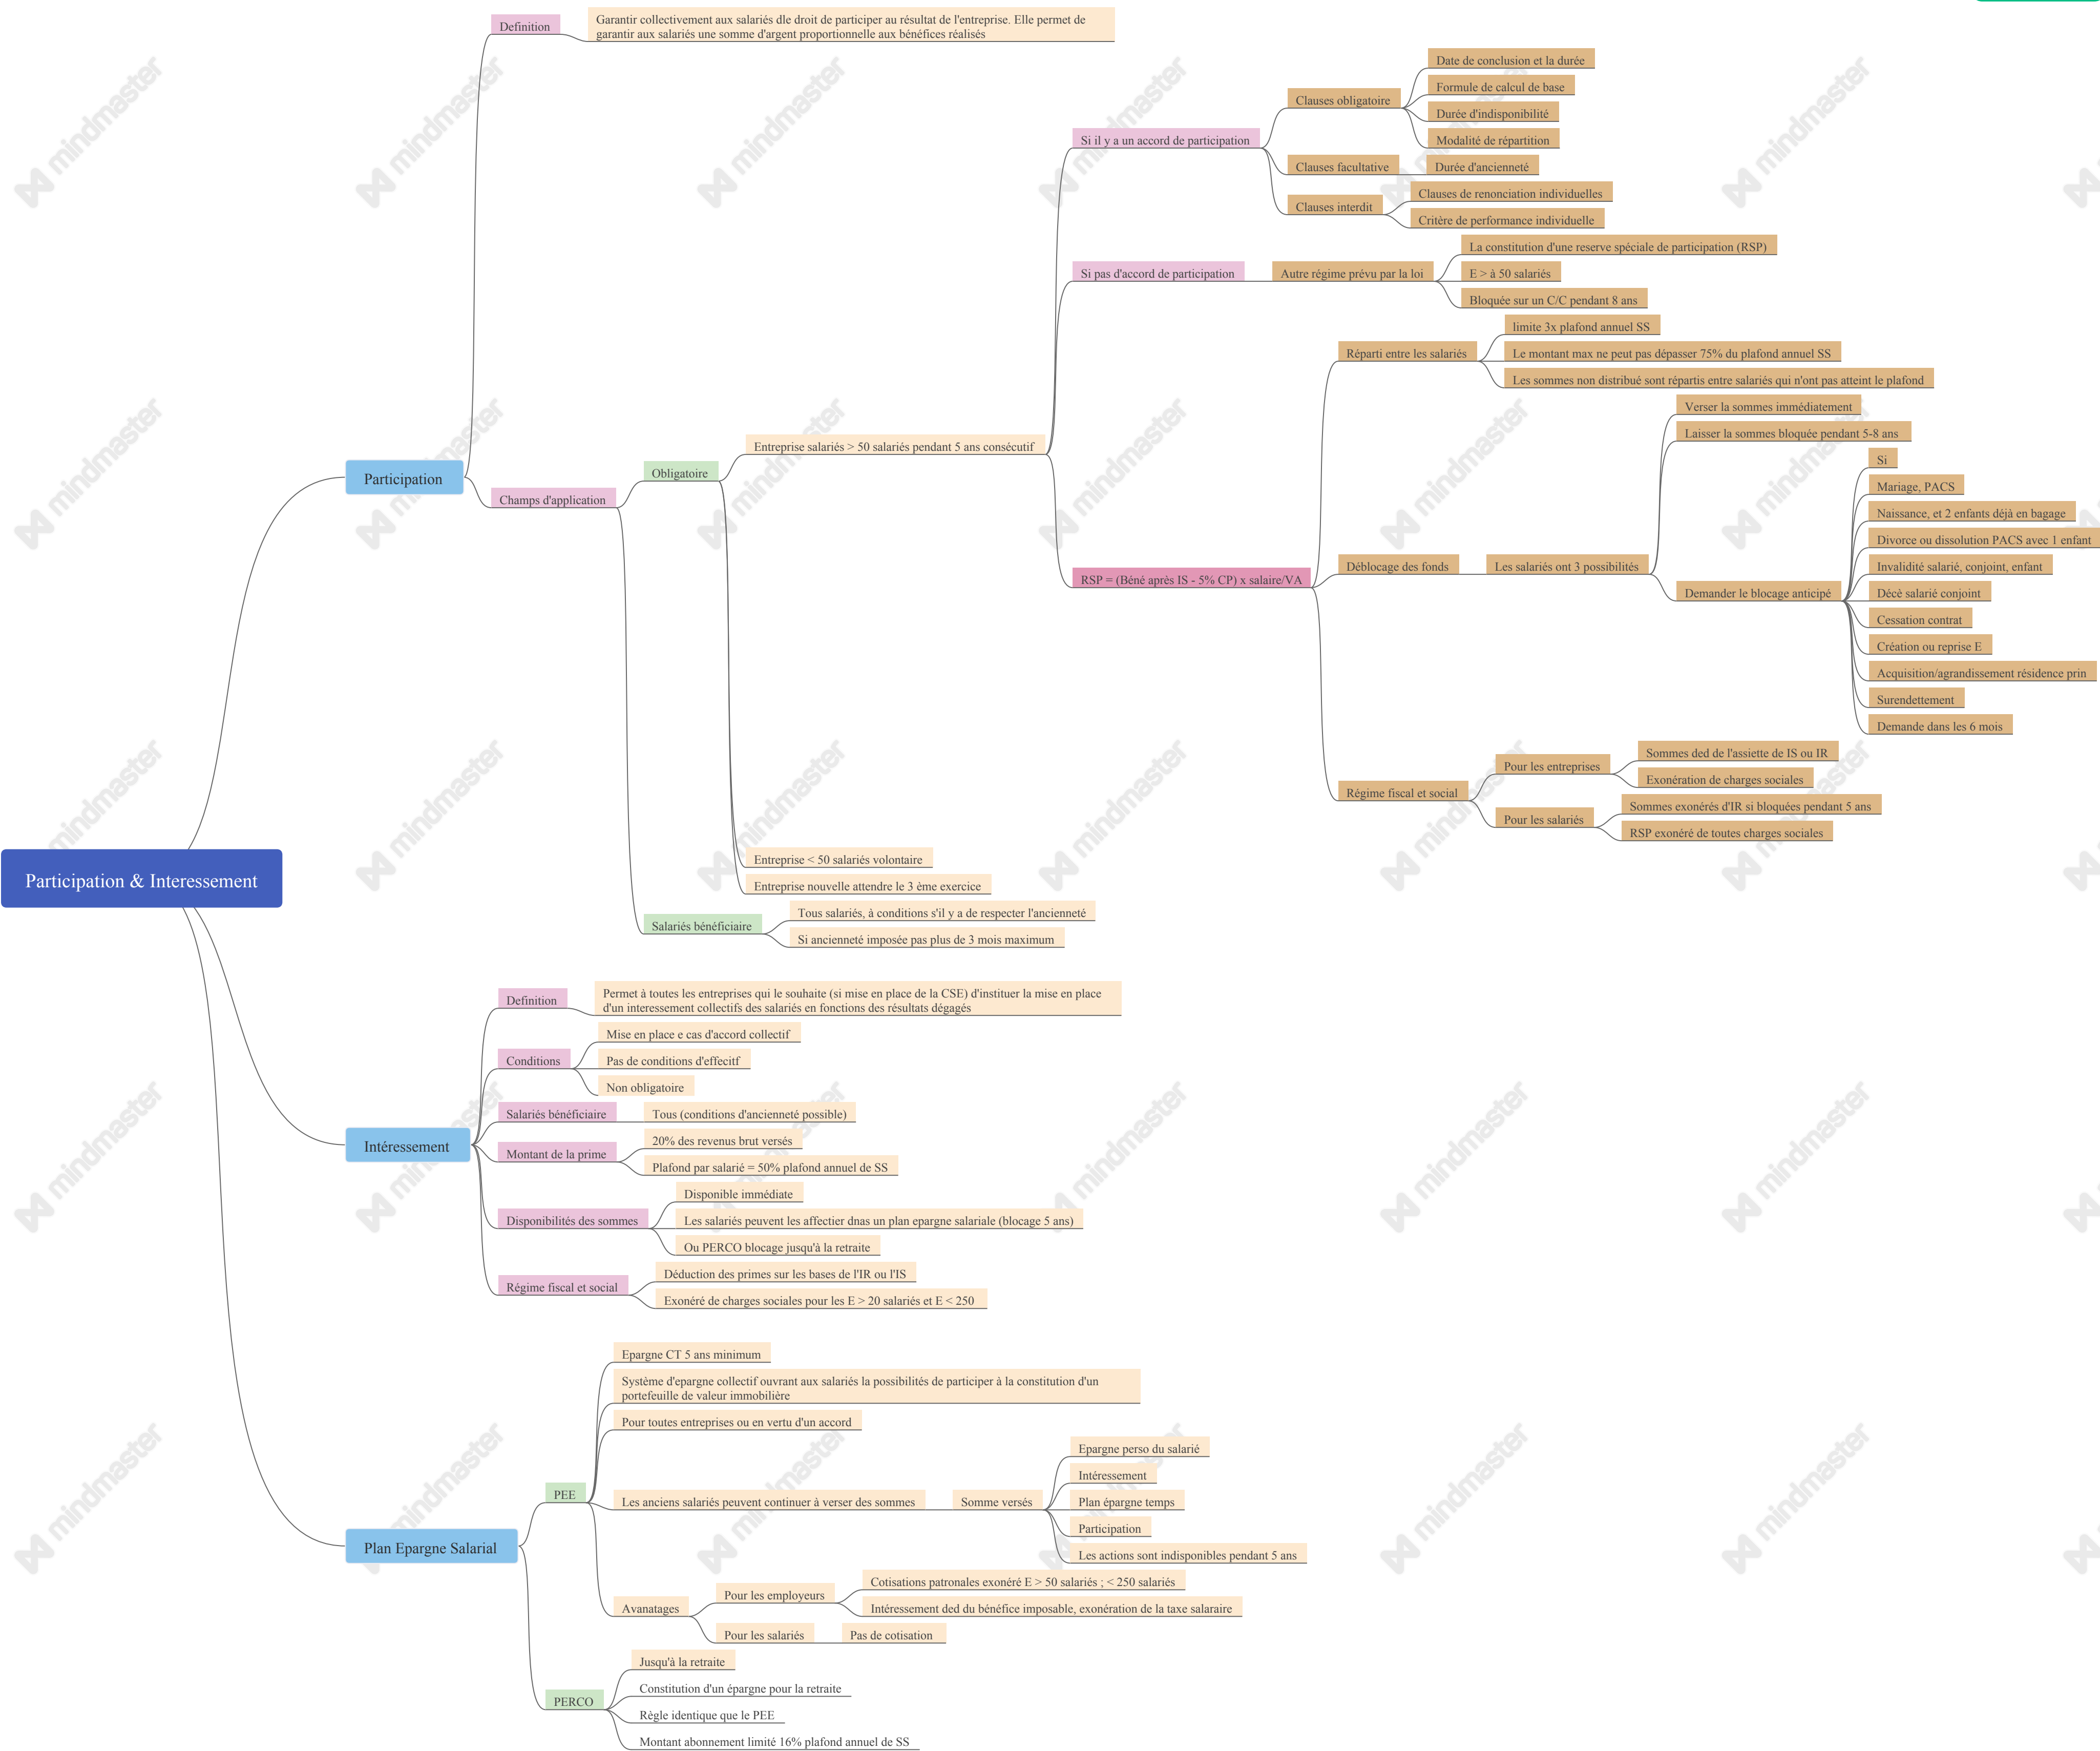 Participation & Interessement
Participation
Definition
Garantir collectivement aux salariés dle droit de participer au résultat de l'entreprise. Elle permet de
garantir aux salariés une somme d'argent proportionnelle aux bénéfices réalisés
Champs d'application
Obligatoire
Entreprise salariés > 50 salariés pendant 5 ans consécutif
Si il y a un accord de participation
Clauses obligatoire
Date de conclusion et la durée
Formule de calcul de base
Durée d'indisponibilité
Modalité de répartition
Clauses facultative
Durée d'ancienneté
Clauses interdit
Clauses de renonciation individuelles
Critère de performance individuelle
Si pas d'accord de participation
Autre régime prévu par la loi
La constitution d'une reserve spéciale de participation (RSP)
E > à 50 salariés
Bloquée sur un C/C pendant 8 ans
RSP = (Béné après IS - 5% CP) x salaire/VA
Réparti entre les salariés
limite 3x plafond annuel SS
Le montant max ne peut pas dépasser 75% du plafond annuel SS
Les sommes non distribué sont répartis entre salariés qui n'ont pas atteint le plafond
Déblocage des fonds
Les salariés ont 3 possibilités
Verser la sommes immédiatement
Laisser la sommes bloquée pendant 5-8 ans
Demander le blocage anticipé
Si
Mariage, PACS
Naissance, et 2 enfants déjà en bagage
Divorce ou dissolution PACS avec 1 enfant
Invalidité salarié, conjoint, enfant
Décè salarié conjoint
Cessation contrat
Création ou reprise E
Acquisition/agrandissement résidence prin
Surendettement
Demande dans les 6 mois
Régime fiscal et social
Pour les entreprises
Sommes ded de l'assiette de IS ou IR
Exonération de charges sociales
Pour les salariés
Sommes exonérés d'IR si bloquées pendant 5 ans
RSP exonéré de toutes charges sociales
Entreprise < 50 salariés volontaire
Entreprise nouvelle attendre le 3 ème exercice
Salariés bénéficiaire
Tous salariés, à conditions s'il y a de respecter l'ancienneté
Si ancienneté imposée pas plus de 3 mois maximum
Intéressement
Definition
Permet à toutes les entreprises qui le souhaite (si mise en place de la CSE) d'instituer la mise en place
d'un interessement collectifs des salariés en fonctions des résultats dégagés
Conditions
Mise en place e cas d'accord collectif
Pas de conditions d'effecitf
Non obligatoire
Salariés bénéficiaire
Tous (conditions d'ancienneté possible)
Montant de la prime
20% des revenus brut versés
Plafond par salarié = 50% plafond annuel de SS
Disponibilités des sommes
Disponible immédiate
Les salariés peuvent les affectier dnas un plan epargne salariale (blocage 5 ans)
Ou PERCO blocage jusqu'à la retraite
Régime fiscal et social
Déduction des primes sur les bases de l'IR ou l'IS
Exonéré de charges sociales pour les E > 20 salariés et E < 250
Plan Epargne Salarial
PEE
Epargne CT 5 ans minimum
Système d'epargne collectif ouvrant aux salariés la possibilités de participer à la constitution d'un
portefeuille de valeur immobilière
Pour toutes entreprises ou en vertu d'un accord
Les anciens salariés peuvent continuer à verser des sommes
Somme versés
Epargne perso du salarié
Intéressement
Plan épargne temps
Participation
Les actions sont indisponibles pendant 5 ans
Avanatages
Pour les employeurs
Cotisations patronales exonéré E > 50 salariés ; < 250 salariés
Intéressement ded du bénéfice imposable, exonération de la taxe salaraire
Pour les salariés
Pas de cotisation
PERCO
Jusqu'à la retraite
Constitution d'un épargne pour la retraite
Règle identique que le PEE
Montant abonnement limité 16% plafond annuel de SS